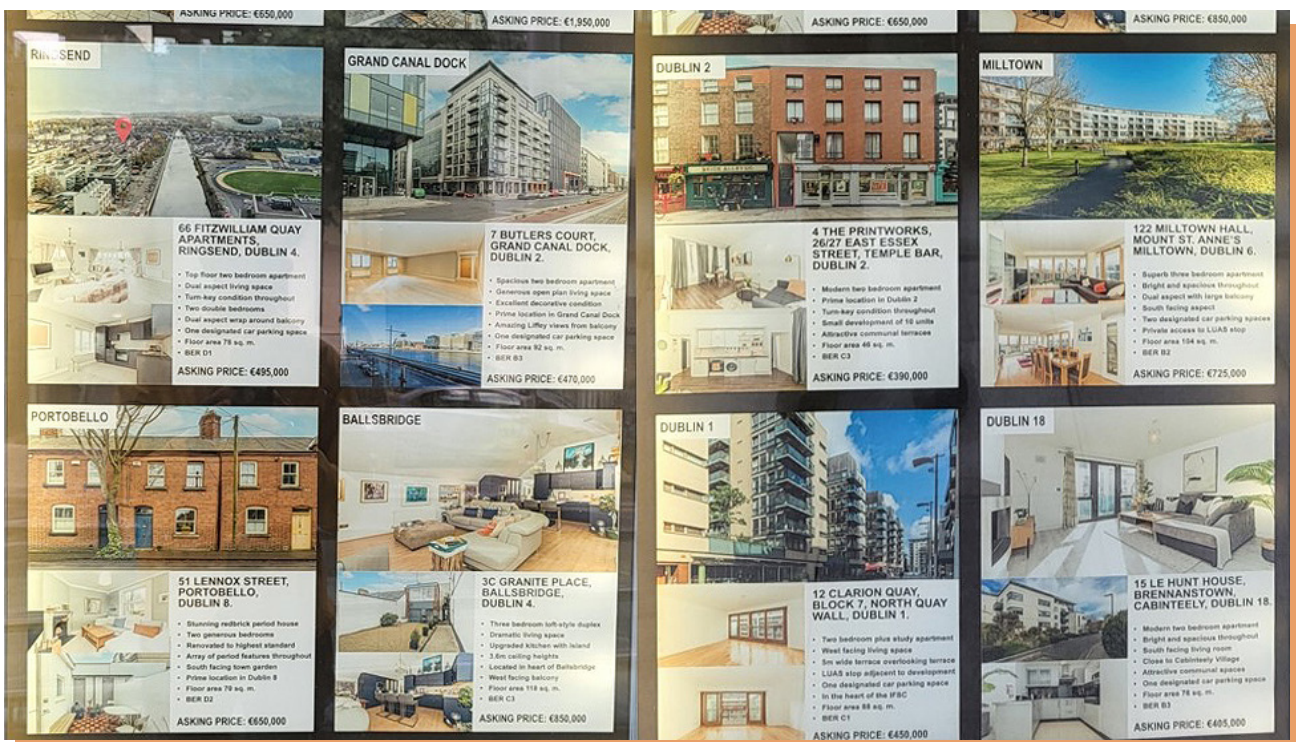 ASKING PRICE: €650,000
ASKING PRICE: €1,950,000
ASKING PRICE: €650,000
ASKING PRICE: €850,000
RINGSEND
66 FITZWILLIAM QUAY
APARTMENTS,
RINGSEND, DUBLIN 4.
• Top floor two bedroom apartment
• Dual aspect living space
• Turn-key condition throughout
• Two double bedrooms
• Dual aspect wrap around balcony
• One designated car parking space
• Floor area 76 sq. m.
• BER D1
ASKING PRICE: €495,000
GRAND CANAL DOCK
7 BUTLERS COURT,
GRAND CANAL DOCK,
DUBLIN 2.
• Spacious two bedroom apartment
• Generous open plan living space
• Excellent decorative condition
• Prime location in Grand Canal Dock
• Amazing Liffey views from balcony
• One designated car parking space
• Floor area 92 sq. m.
• BER B3
ASKING PRICE: €470,000
DUBLIN 2
4 THE PRINTWORKS,
26/27 EAST ESSEX
STREET, TEMPLE BAR,
DUBLIN 2.
• Modern two bedroom apartment
• Prime location in Dublin 2
• Turn-key condition throughout
• Small development of 10 units
• Attractive communal terraces
• Floor area 46 sq. m.
• BER C3
ASKING PRICE: €390,000
MILLTOWN
122 MILLTOWN HALL,
MOUNT ST. ANNE'S
MILLTOWN, DUBLIN 6.
• Superb three bedroom apartment
• Bright and spacious throughout
• Dual aspect with large balcony
• South facing aspect
• Two designated car parking spaces
• Private access to LUAS stop
• Floor area 104 sq. m.
• BER B2
ASKING PRICE: €725,000
PORTOBELLO
51 LENNOX STREET,
PORTOBELLO,
DUBLIN 8.
• Stunning redbrick period house
• Two generous bedrooms
• Renovated to highest standard
• Array of period features throughout
• South facing town garden
• Prime location in Dublin 8
• Floor area 70 sq. m.
• BER D2
ASKING PRICE: €650,000
BALLSBRIDGE
3C GRANITE PLACE,
BALLSBRIDGE,
DUBLIN 4.
• Three bedroom loft-style duplex
• Dramatic living space
• Upgraded kitchen with island
• 3.6m ceiling heights
• Located in heart of Ballsbridge
• West facing balcony
• Floor area 118 sq. m.
• BER C3
ASKING PRICE: €850,000
DUBLIN 1
12 CLARION QUAY,
BLOCK 7, NORTH QUAY
WALL, DUBLIN 1.
• Two bedroom plus study apartment
• West facing living space
• 5m wide terrace overlooking terrace
• LUAS stop adjacent to development
• One designated car parking space
• In the heart of the IFSC
• Floor area 88 sq. m.
• BER C1
ASKING PRICE: €450,000
DUBLIN 18
15 LE HUNT HOUSE,
BRENNANSTOWN,
CABINTEELY, DUBLIN 18.
• Modern two bedroom apartment
• Bright and spacious throughout
• South facing living room
• Close to Cabinteely Village
• Attractive communal spaces
• One designated car parking space
• Floor area 76 sq. m.
• BER B3
ASKING PRICE: €405,000